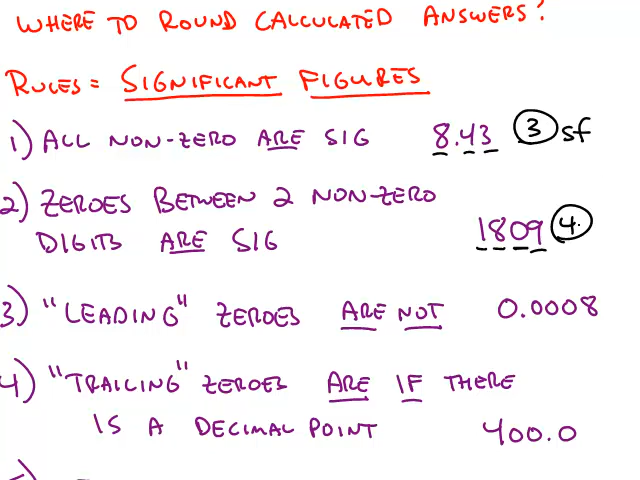 WHERE TO ROUND CALCULATED ANSWERS?
RULES = SIGNIFICANT FIGURES
1) ALL NON-ZERO ARE SIG 8.43 3 sf
2) ZEROES BETWEEN 2 NON-ZERO
DIGITS ARE SIG 1809 4.
3) "LEADING" ZEROES ARE NOT 0.0008
4) "TRAILING" ZEROES ARE IF THERE
IS A DECIMAL POINT 400.0